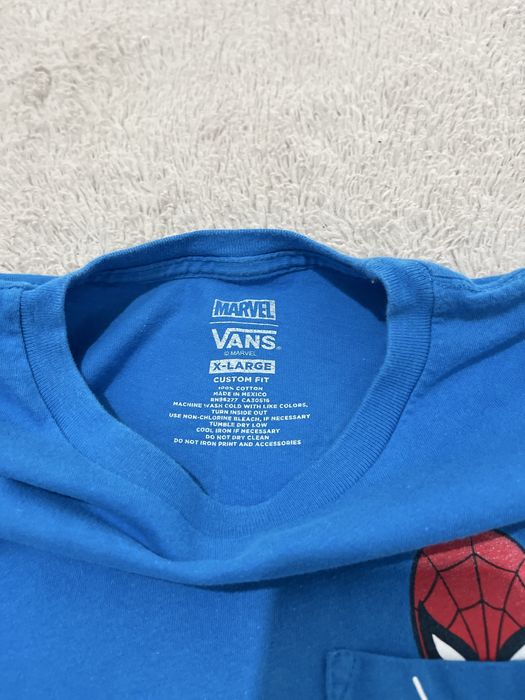 MARVEL
VANS®
© MARVEL
X-LARGE
CUSTOM FIT
100% COTTON
MADE IN MEXICO
RN96277 CA30516
MACHINE WASH COLD WITH LIKE COLORS,
TURN INSIDE OUT
USE NON-CHLORINE BLEACH, IF NECESSARY
TUMBLE DRY LOW
COOL IRON IF NECESSARY
DO NOT DRY CLEAN
DO NOT IRON PRINT AND ACCESSORIES